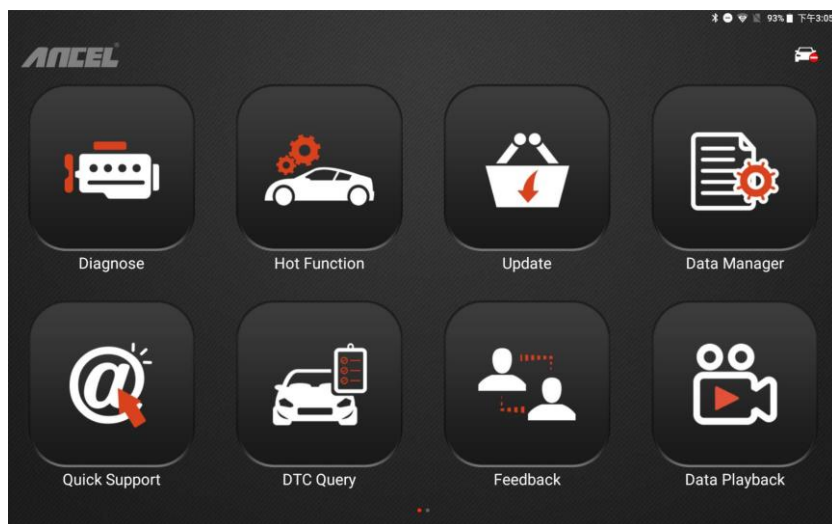 93% 下午3:05
ANCEL®
Diagnose
Hot Function
Update
Data Manager
Quick Support
DTC Query
Feedback
Data Playback